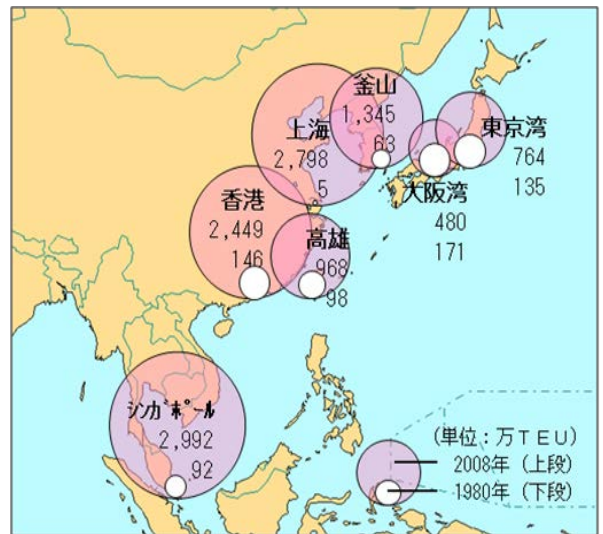 釜山
1,345
63
上海
2,798
5
東京湾
764
135
大阪湾
480
171
香港
2,449
146
高雄
968
98
ｼﾝｶﾞﾎﾟｰﾙ
2,992
92
(単位：万ＴＥＵ)
2008年（上段）
1980年（下段）